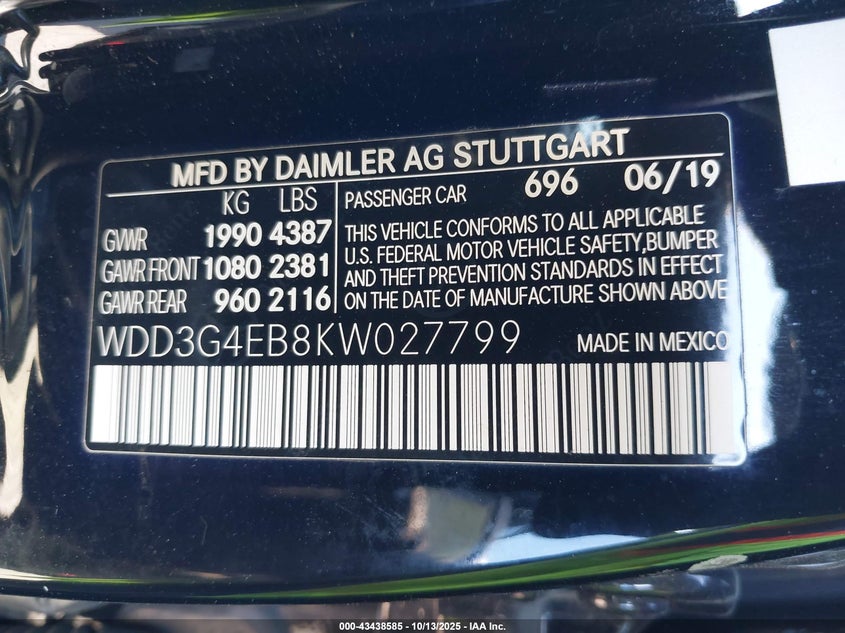 MFD BY DAIMLER AG STUTTGART
KG LBS
GVWR 1990 4387
GAWR FRONT 1080 2381
GAWR REAR 960 2116
PASSENGER CAR 696 06/19
THIS VEHICLE CONFORMS TO ALL APPLICABLE
U.S. FEDERAL MOTOR VEHICLE SAFETY,BUMPER
AND THEFT PREVENTION STANDARDS IN EFFECT
ON THE DATE OF MANUFACTURE SHOWN ABOVE.
WDD3G4EB8KW027799 MADE IN MEXICO
000-43438585 - 10/13/2025 - IAA Inc.